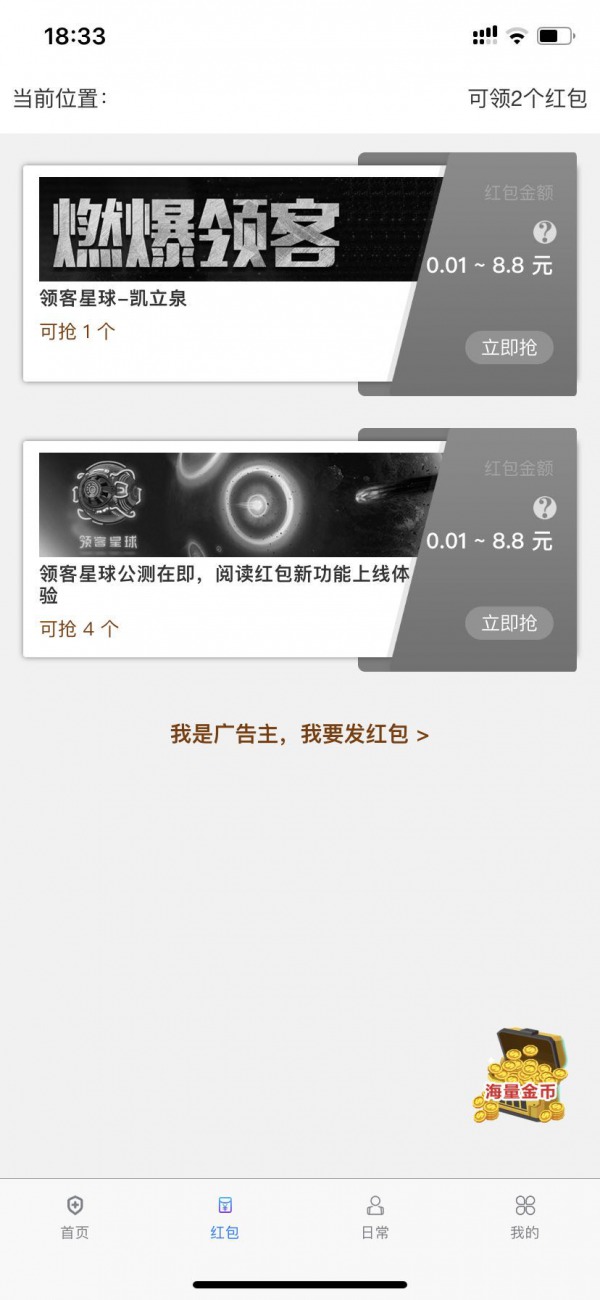 18:33
当前位置：
可领2个红包
燃爆领客
红包金额
?
0.01 ~ 8.8 元
领客星球-凯立泉
可抢 1 个
立即抢
领客星球
红包金额
?
0.01 ~ 8.8 元
领客星球公测在即，阅读红包新功能上线体
验
可抢 4 个
立即抢
我是广告主，我要发红包 >
海量金币
首页
红包
日常
我的